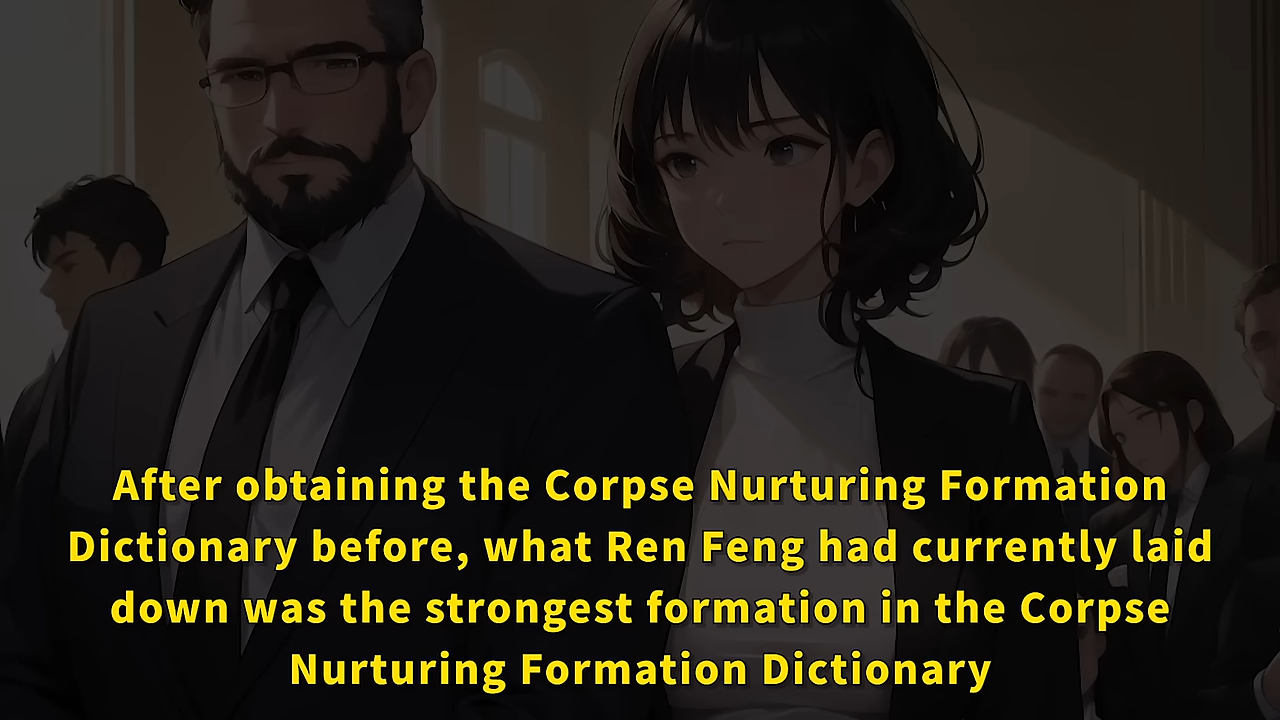 After obtaining the Corpse Nurturing Formation
Dictionary before, what Ren Feng had currently laid
down was the strongest formation in the Corpse
Nurturing Formation Dictionary